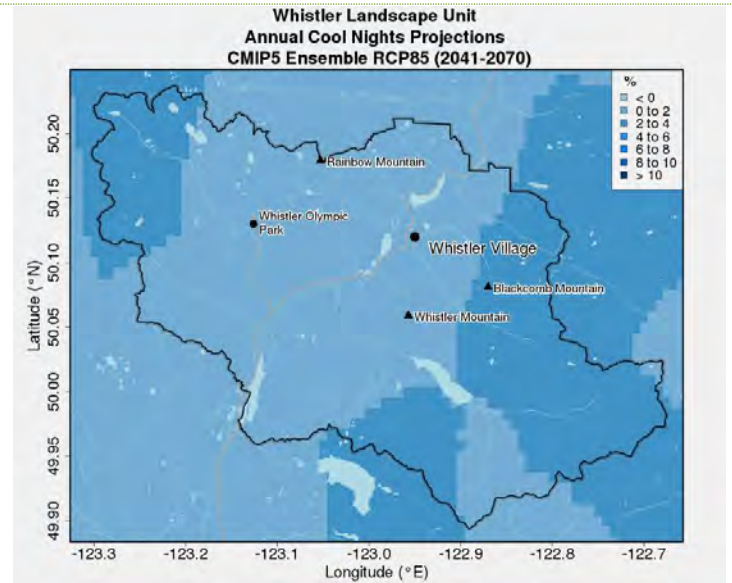 Whistler Landscape Unit
Annual Cool Nights Projections
CMIP5 Ensemble RCP85 (2041-2070)
%
< 0
0 to 2
2 to 4
4 to 6
6 to 8
8 to 10
> 10
Rainbow Mountain
Whistler Olympic
Park
Whistler Village
Blackcomb Mountain
Whistler Mountain
Latitude (°N)
50.20
50.15
50.10
50.05
50.00
49.95
49.90
-123.3 -123.2 -123.1 -123.0 -122.9 -122.8 -122.7
Longitude (°E)